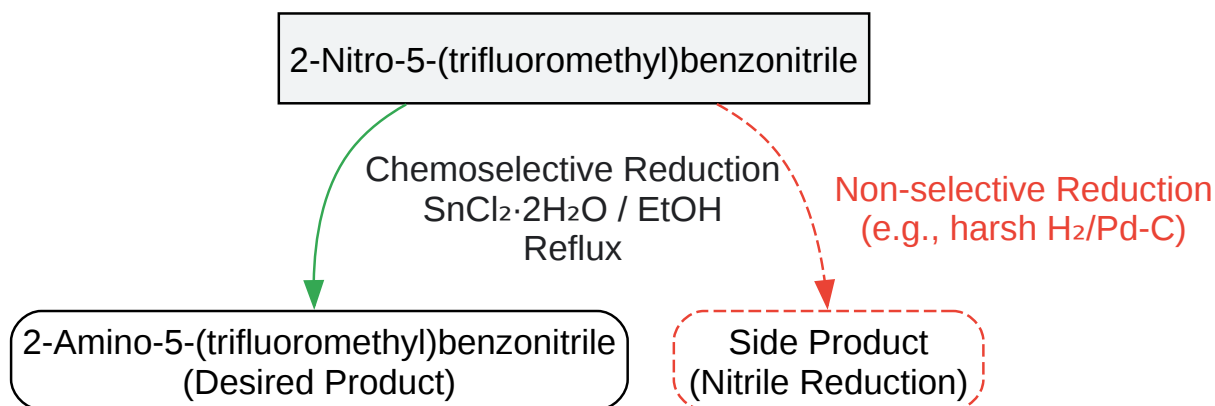 2-Nitro-5-(trifluoromethyl)benzonitrile
Chemoselective Reduction
SnCl₂·2H₂O / EtOH
Reflux
Non-selective Reduction
(e.g., harsh H₂/Pd-C)
2-Amino-5-(trifluoromethyl)benzonitrile
(Desired Product)
Side Product
(Nitrile Reduction)